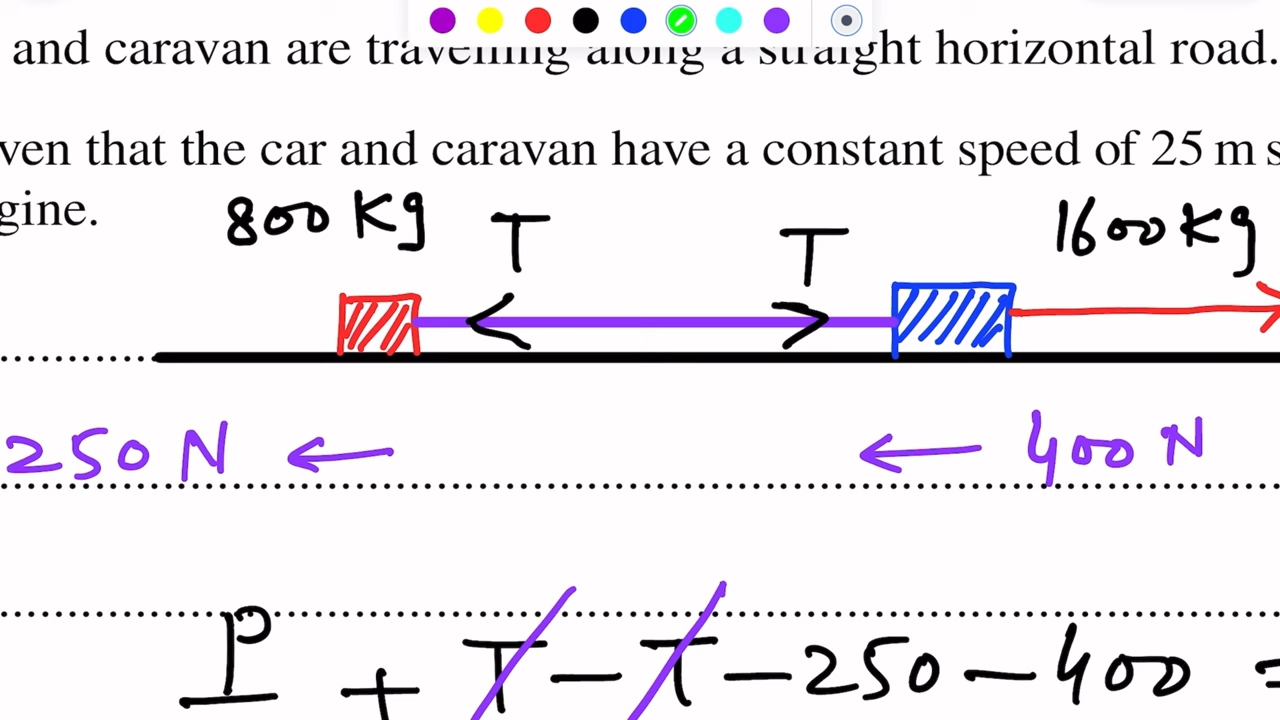 and caravan are travelling along a straight horizontal road.
ven that the car and caravan have a constant speed of 25 m s
gine.
800 Kg T T 1600 Kg
250 N ← ← 400 N
P + T - T - 250 - 400 =